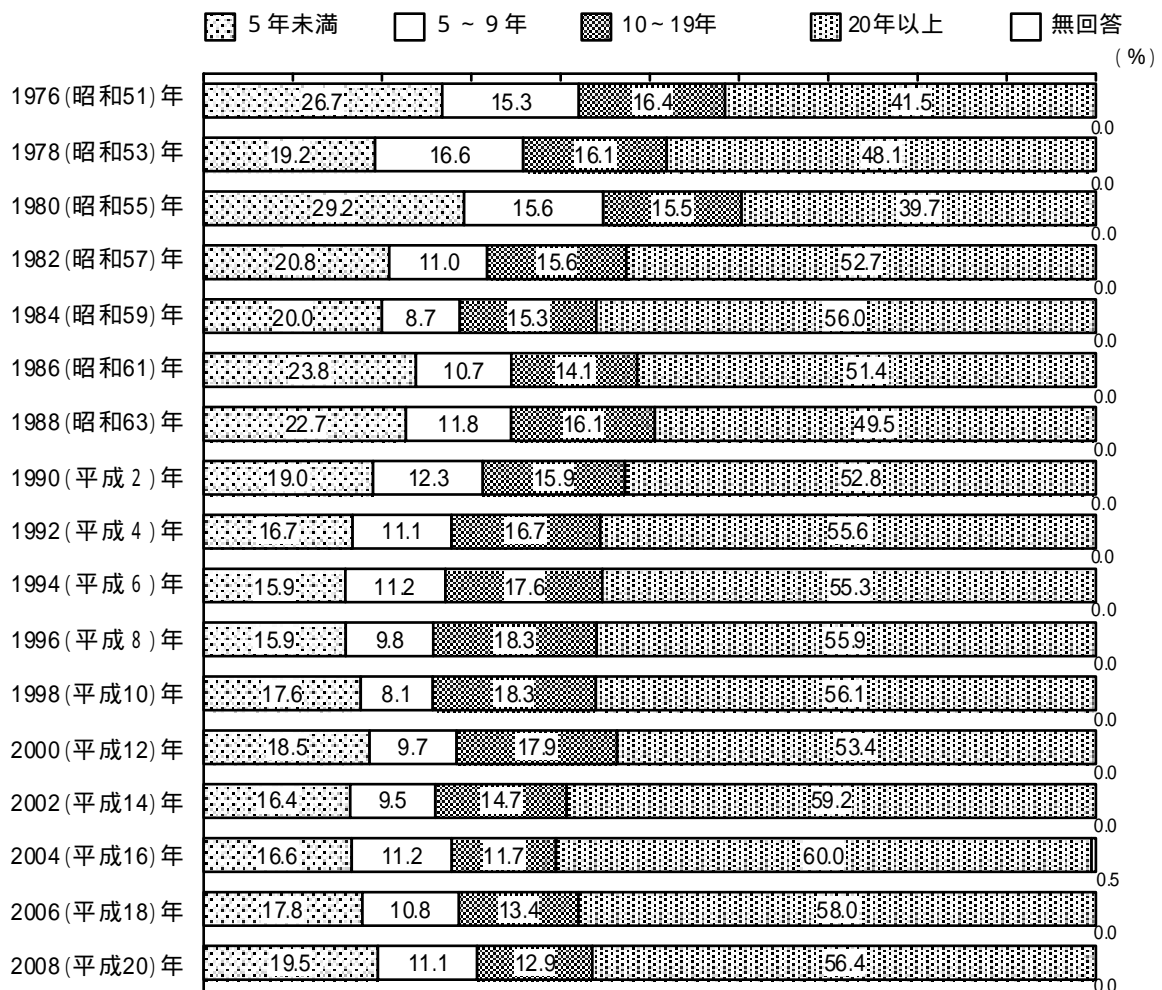 5年未満 5～9年 10～19年 20年以上 無回答
(%)
1976(昭和51)年 26.7 15.3 16.4 41.5 0.0
1978(昭和53)年 19.2 16.6 16.1 48.1 0.0
1980(昭和55)年 29.2 15.6 15.5 39.7 0.0
1982(昭和57)年 20.8 11.0 15.6 52.7 0.0
1984(昭和59)年 20.0 8.7 15.3 56.0 0.0
1986(昭和61)年 23.8 10.7 14.1 51.4 0.0
1988(昭和63)年 22.7 11.8 16.1 49.5 0.0
1990(平成2)年 19.0 12.3 15.9 52.8 0.0
1992(平成4)年 16.7 11.1 16.7 55.6 0.0
1994(平成6)年 15.9 11.2 17.6 55.3 0.0
1996(平成8)年 15.9 9.8 18.3 55.9 0.0
1998(平成10)年 17.6 8.1 18.3 56.1 0.0
2000(平成12)年 18.5 9.7 17.9 53.4 0.0
2002(平成14)年 16.4 9.5 14.7 59.2 0.0
2004(平成16)年 16.6 11.2 11.7 60.0 0.5
2006(平成18)年 17.8 10.8 13.4 58.0 0.0
2008(平成20)年 19.5 11.1 12.9 56.4 0.0